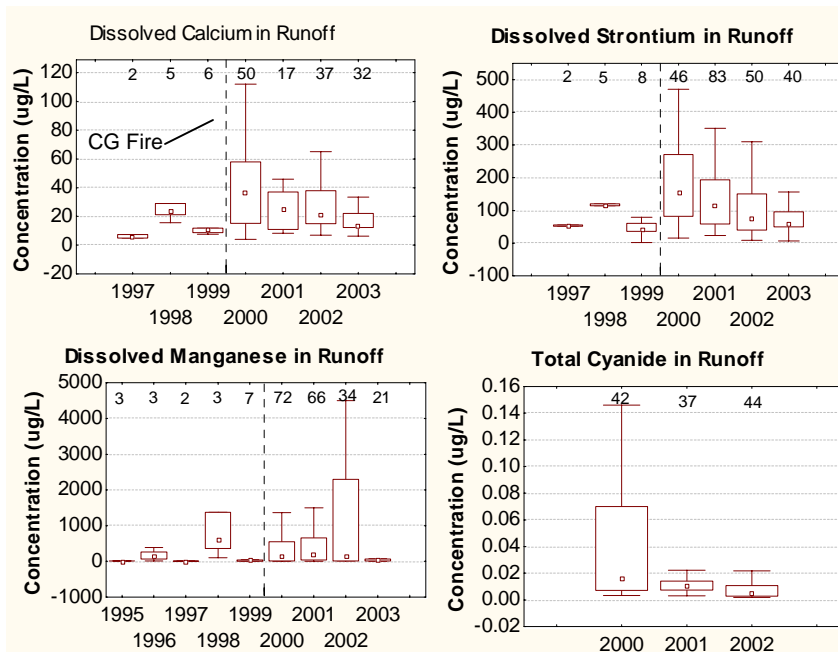 Dissolved Calcium in Runoff
Concentration (ug/L)
120
100
80
60
40
20
0
-20
2 5 6 50 17 37 32
CG Fire
1997 1999 2001 2003
1998 2000 2002
Dissolved Strontium in Runoff
Concentration (ug/L)
500
400
300
200
100
0
-100
2 5 8 46 83 50 40
1997 1999 2001 2003
1998 2000 2002
Dissolved Manganese in Runoff
Concentration (ug/L)
5000
4000
3000
2000
1000
0
-1000
3 3 2 3 7 72 66 34 21
1995 1997 1999 2001 2003
1996 1998 2000 2002
Total Cyanide in Runoff
Concentration (ug/L)
0.16
0.14
0.12
0.10
0.08
0.06
0.04
0.02
0.00
-0.02
42 37 44
2000 2001 2002